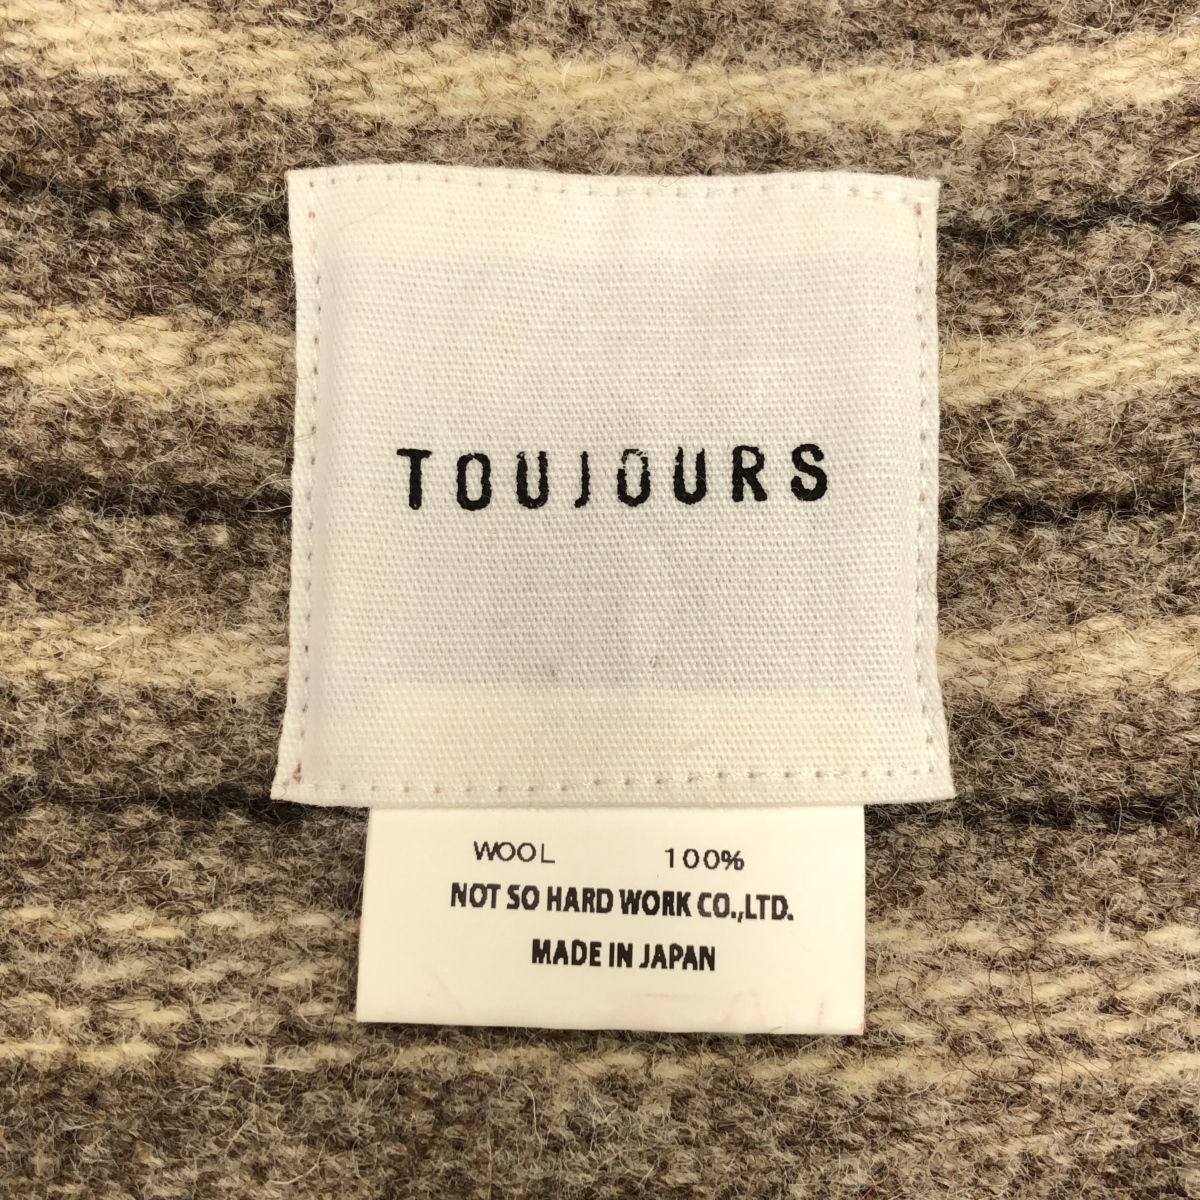 TOUJOURS
WOOL 100%
NOT SO HARD WORK CO.,LTD.
MADE IN JAPAN